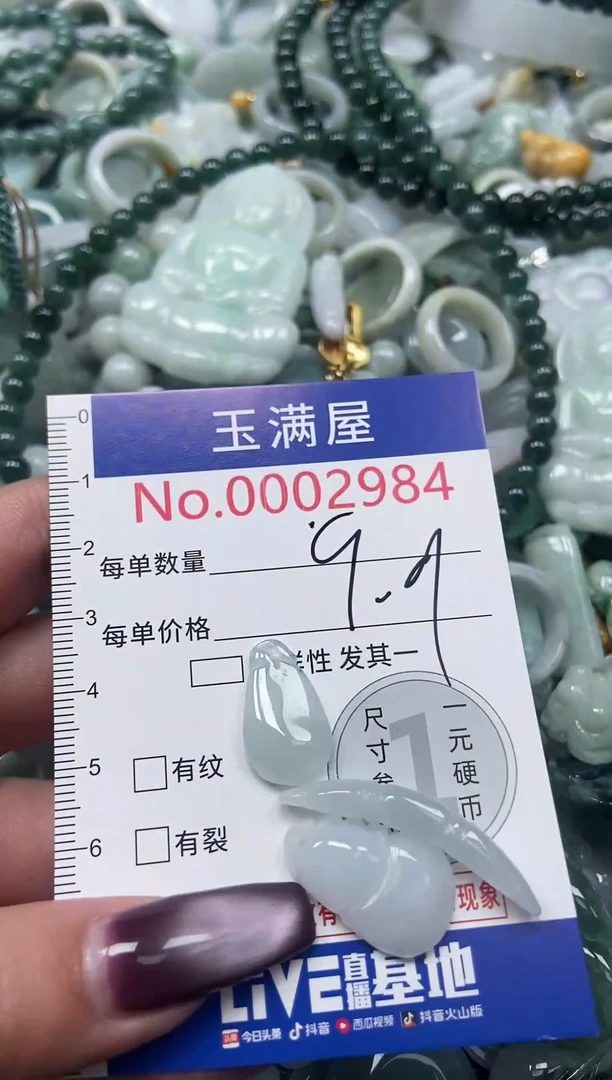 0
玉满屋
1
No.0002984
2
每单数量
9.9
3
每单价格
样性 发其一
4
尺寸
1
一元硬币
5
有纹
6
有裂
有
现象
LIVE直播基地
今日头条 抖音 西瓜视频 抖音火山版